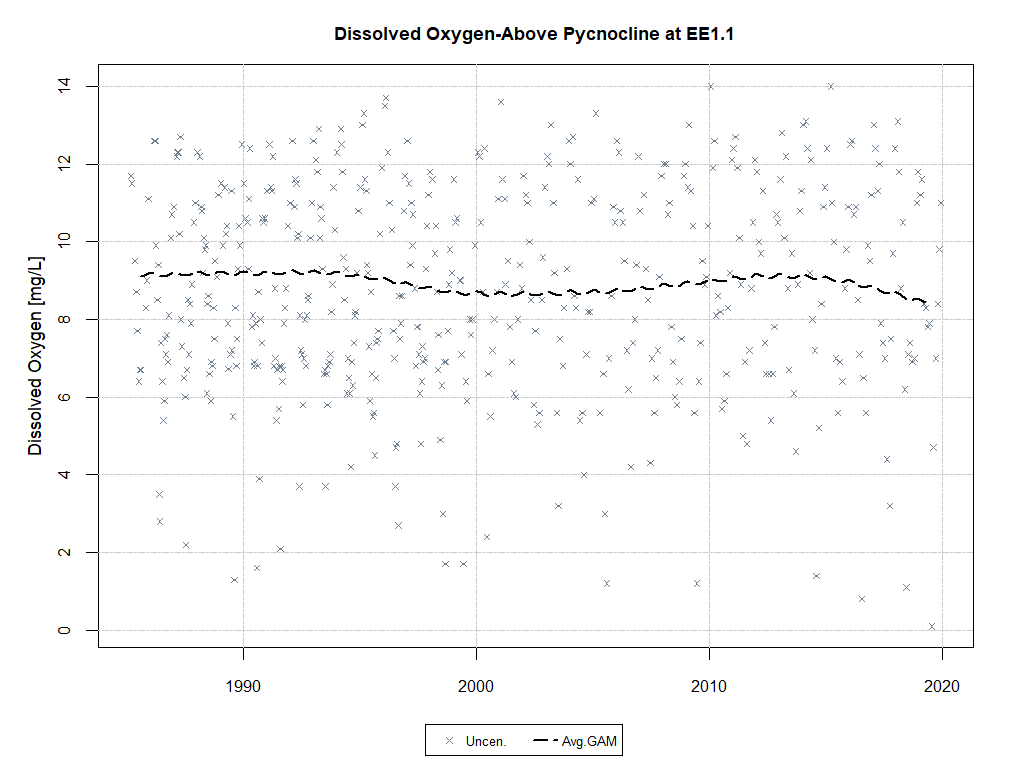 Dissolved Oxygen-Above Pycnocline at EE1.1
Dissolved Oxygen [mg/L]
14
12
10
8
6
4
2
0
1990 2000 2010 2020
Uncen. Avg.GAM